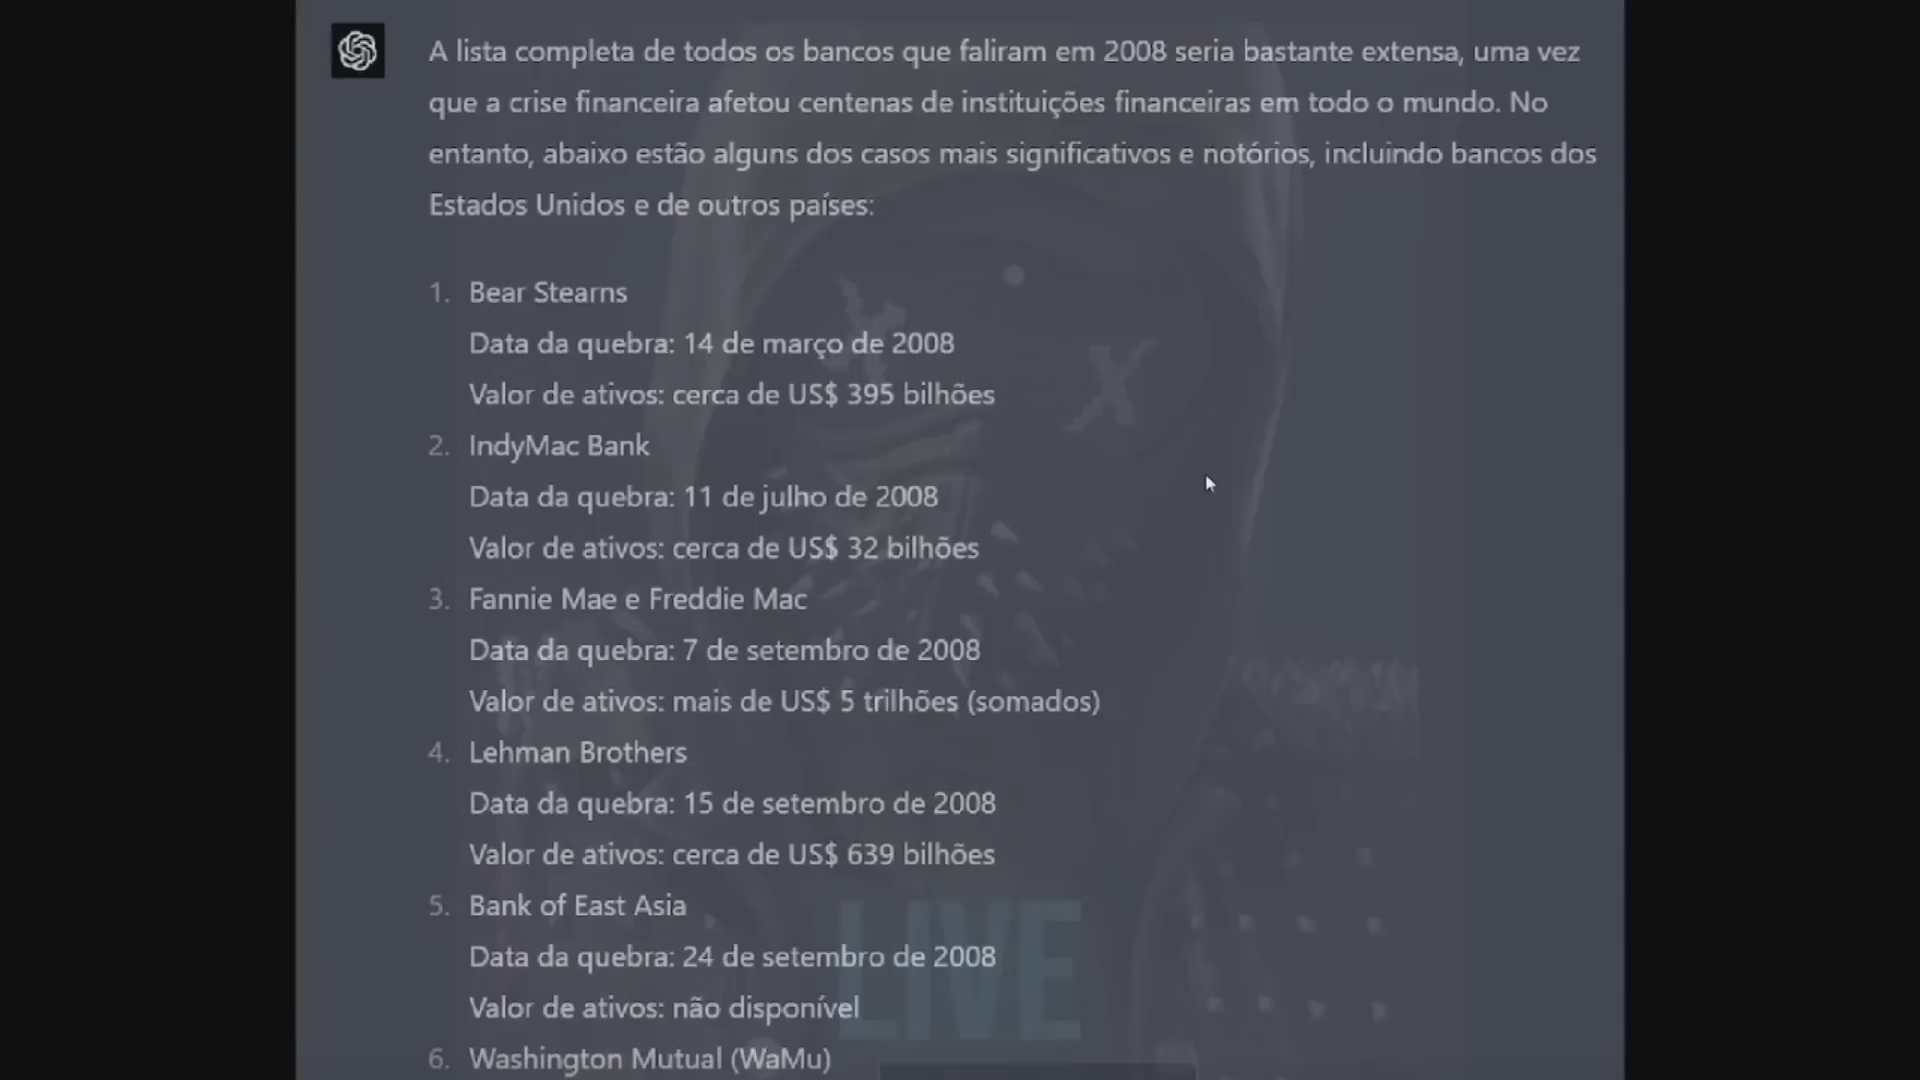 A lista completa de todos os bancos que faliram em 2008 seria bastante extensa, uma vez
que a crise financeira afetou centenas de instituições financeiras em todo o mundo. No
entanto, abaixo estão alguns dos casos mais significativos e notórios, incluindo bancos dos
Estados Unidos e de outros países:
1. Bear Stearns
Data da quebra: 14 de março de 2008
Valor de ativos: cerca de US$ 395 bilhões
2. IndyMac Bank
Data da quebra: 11 de julho de 2008
Valor de ativos: cerca de US$ 32 bilhões
3. Fannie Mae e Freddie Mac
Data da quebra: 7 de setembro de 2008
Valor de ativos: mais de US$ 5 trilhões (somados)
4. Lehman Brothers
Data da quebra: 15 de setembro de 2008
Valor de ativos: cerca de US$ 639 bilhões
5. Bank of East Asia
Data da quebra: 24 de setembro de 2008
Valor de ativos: não disponível
LIVE
6. Washington Mutual (WaMu)